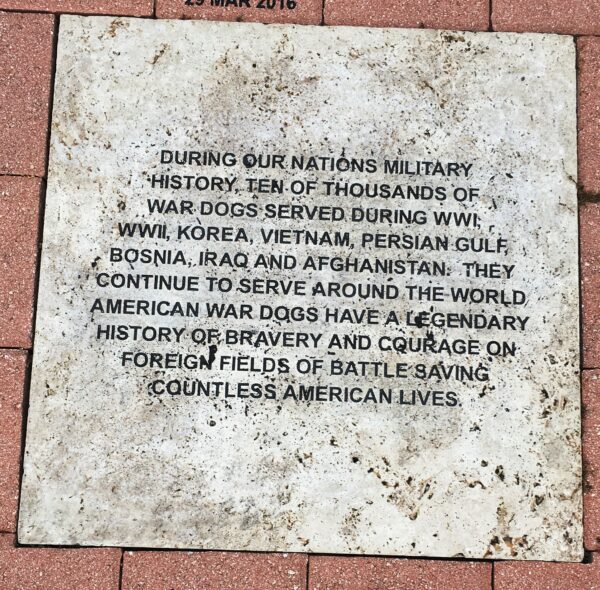 29 MAR 2016
DURING OUR NATIONS MILITARY
HISTORY, TEN OF THOUSANDS OF
WAR DOGS SERVED DURING WWI,
WWII, KOREA, VIETNAM, PERSIAN GULF,
BOSNIA, IRAQ AND AFGHANISTAN. THEY
CONTINUE TO SERVE AROUND THE WORLD
AMERICAN WAR DOGS HAVE A LEGENDARY
HISTORY OF BRAVERY AND COURAGE ON
FOREIGN FIELDS OF BATTLE SAVING
COUNTLESS AMERICAN LIVES.